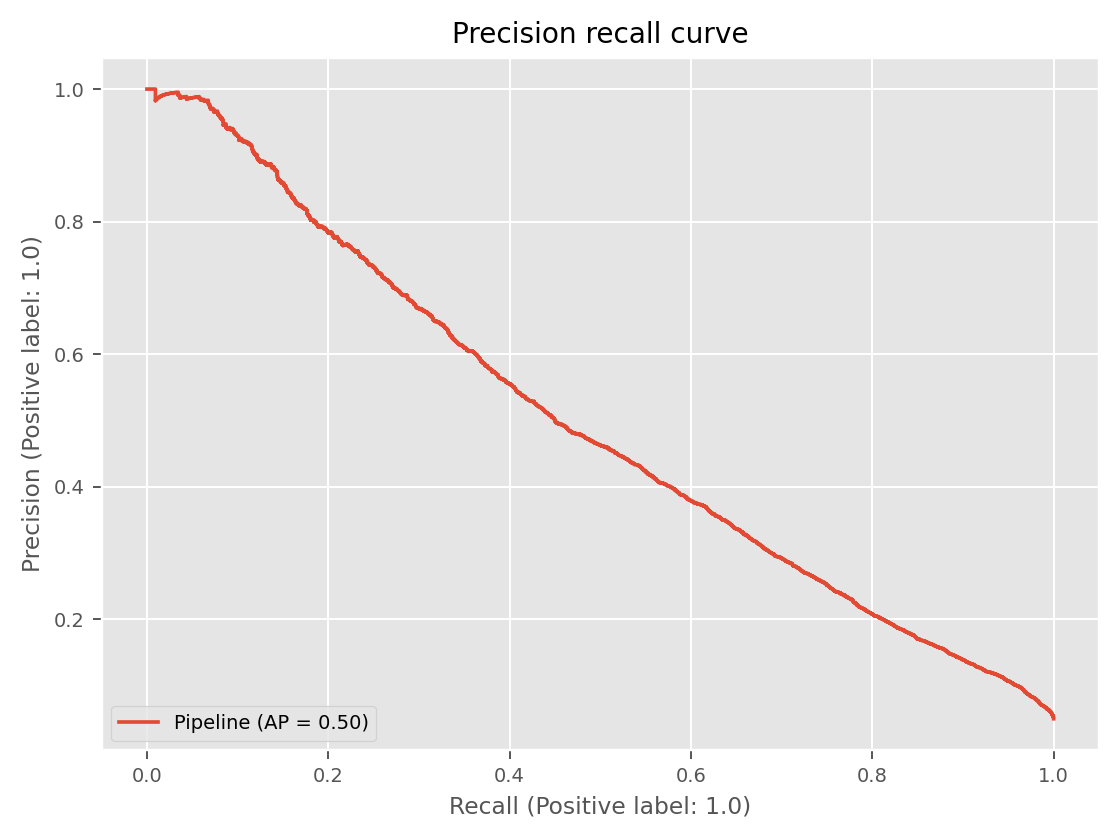 Precision recall curve
1.0
0.8
0.6
0.4
0.2
Precision (Positive label: 1.0)
Pipeline (AP = 0.50)
0.0 0.2 0.4 0.6 0.8 1.0
Recall (Positive label: 1.0)